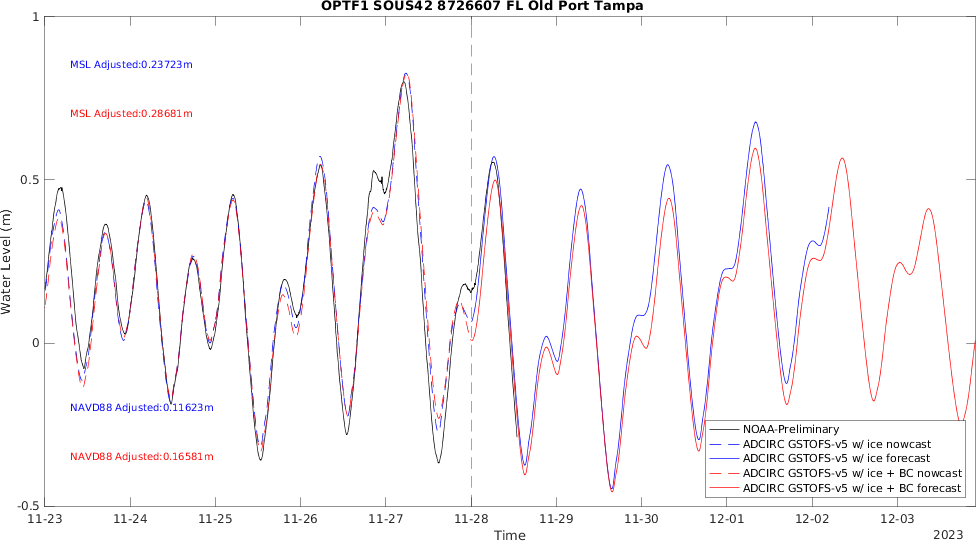 OPTF1 SOUS42 8726607 FL Old Port Tampa
1
MSL Adjusted:0.23723m
MSL Adjusted:0.28681m
0.5
Water Level (m)
0
NAVD88 Adjusted:0.11623m
NAVD88 Adjusted:0.16581m
-0.5
NOAA-Preliminary
ADCIRC GSTOFS-v5 w/ ice nowcast
ADCIRC GSTOFS-v5 w/ ice forecast
ADCIRC GSTOFS-v5 w/ ice + BC nowcast
ADCIRC GSTOFS-v5 w/ ice + BC forecast
11-23 11-24 11-25 11-26 11-27 11-28 11-29 11-30 12-01 12-02 12-03
Time
2023